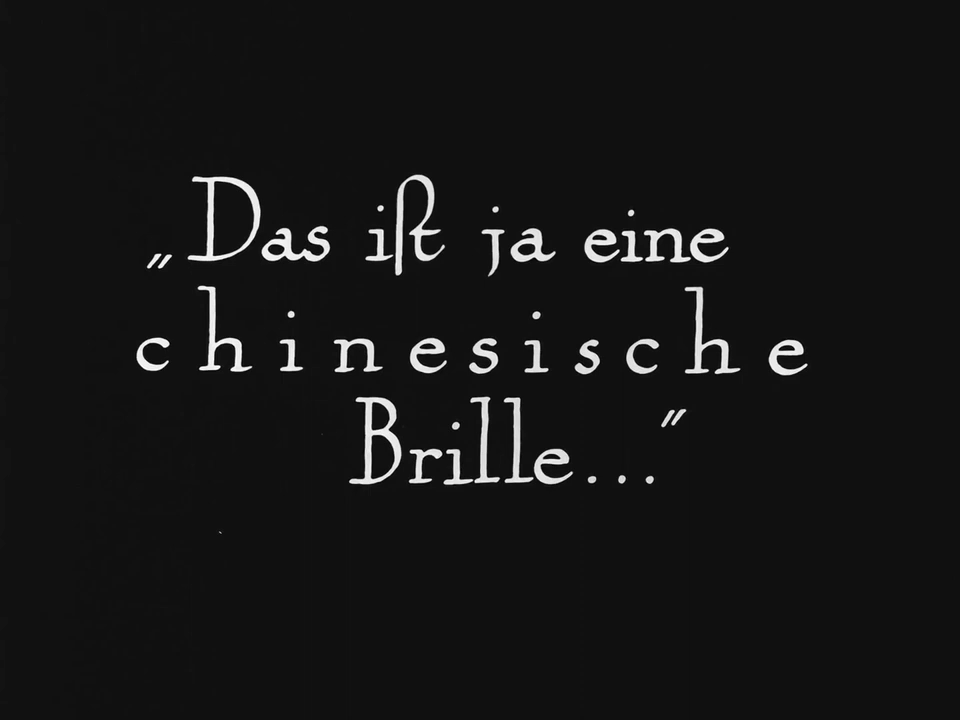 „Das iſt ja eine
chinesische
Brille...”